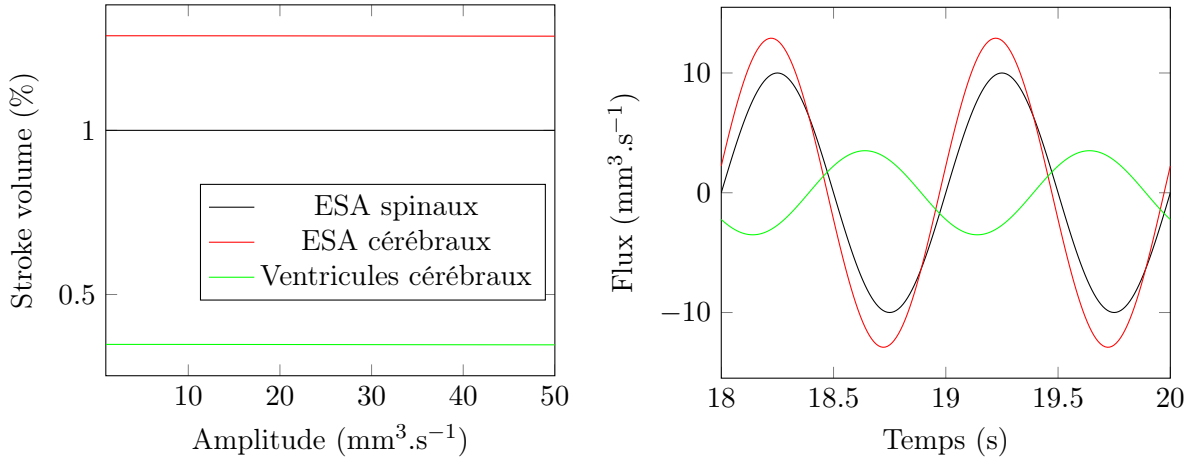 Stroke volume (%)
1
0.5
ESA spinaux
ESA cérébraux
Ventricules cérébraux
10 20 30 40 50
Amplitude (mm³.s⁻¹)
Flux (mm³.s⁻¹)
10
0
−10
18 18.5 19 19.5 20
Temps (s)